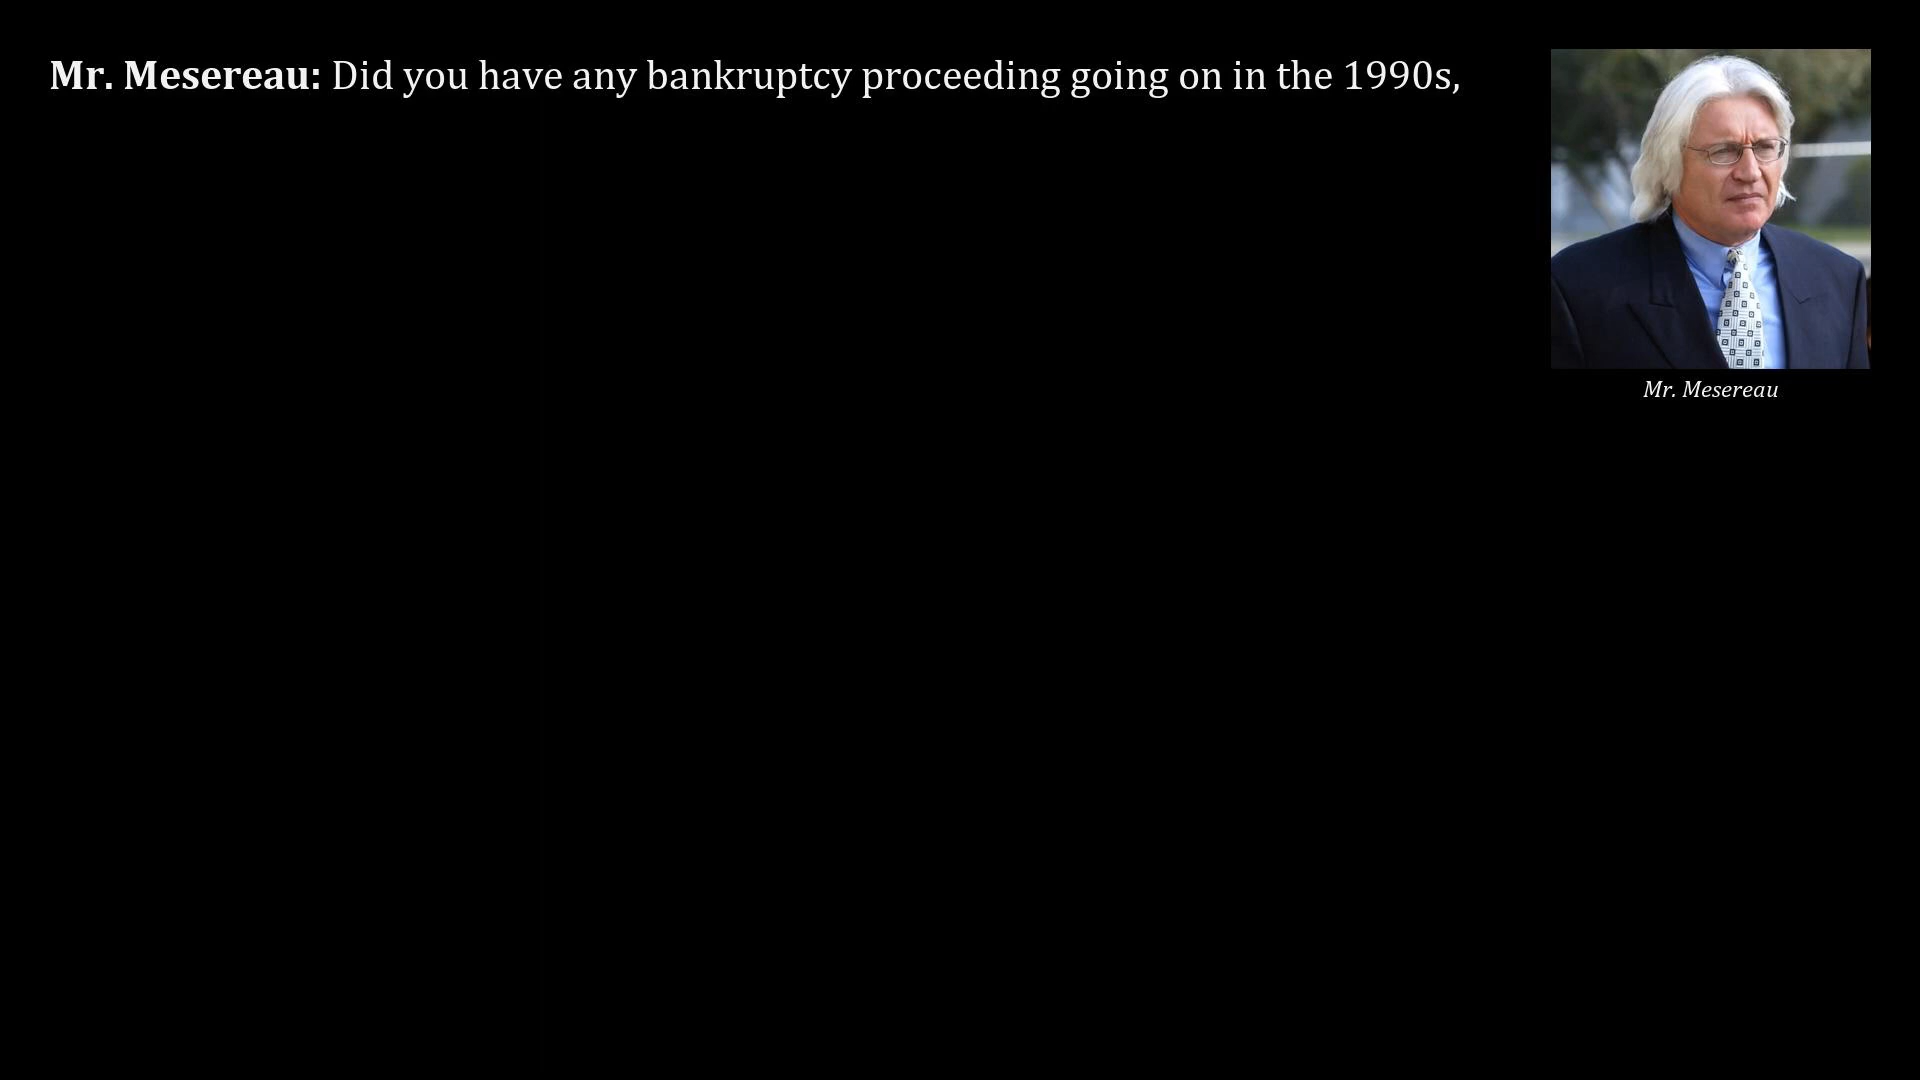 Mr. Mesereau: Did you have any bankruptcy proceeding going on in the 1990s,
Mr. Mesereau